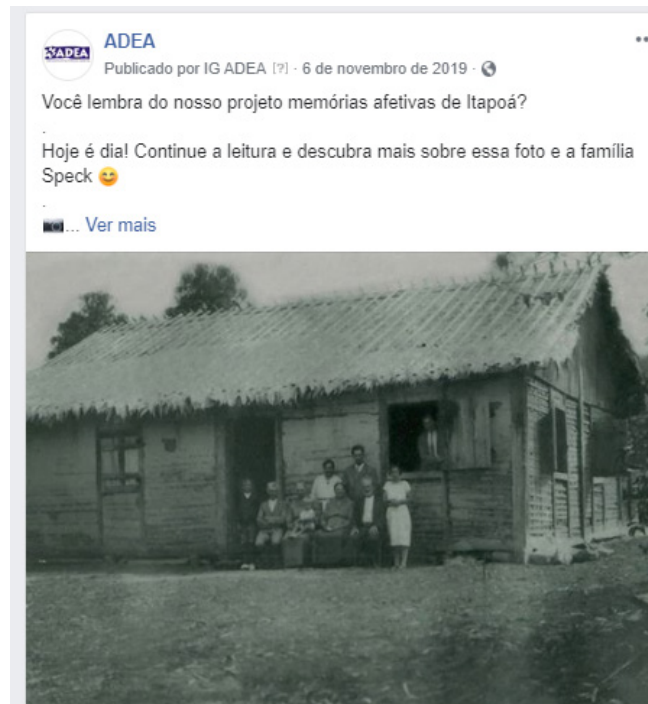 ADEA
ADEA
Publicado por IG ADEA [?] · 6 de novembro de 2019 ·
Você lembra do nosso projeto memórias afetivas de Itapoá?
.
Hoje é dia! Continue a leitura e descubra mais sobre essa foto e a família
Speck 😊
.
📷... Ver mais